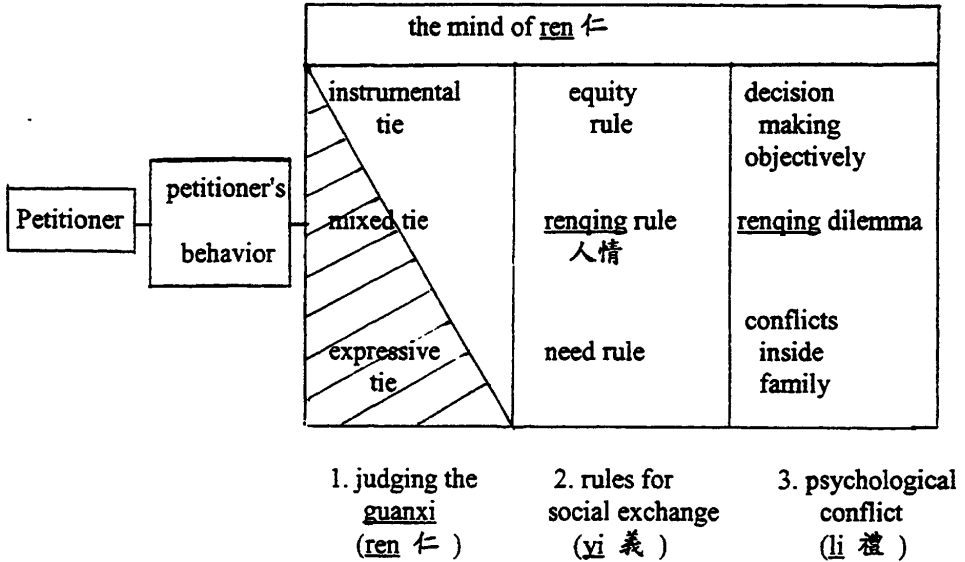 the mind of ren 仁
Petitioner
petitioner's
behavior
instrumental
tie
mixed tie
expressive
tie
equity
rule
renqing rule
人情
need rule
decision
making
objectively
renqing dilemma
conflicts
inside
family
1. judging the
guanxi
(ren 仁 )
2. rules for
social exchange
(yi 義 )
3. psychological
conflict
(li 禮 )